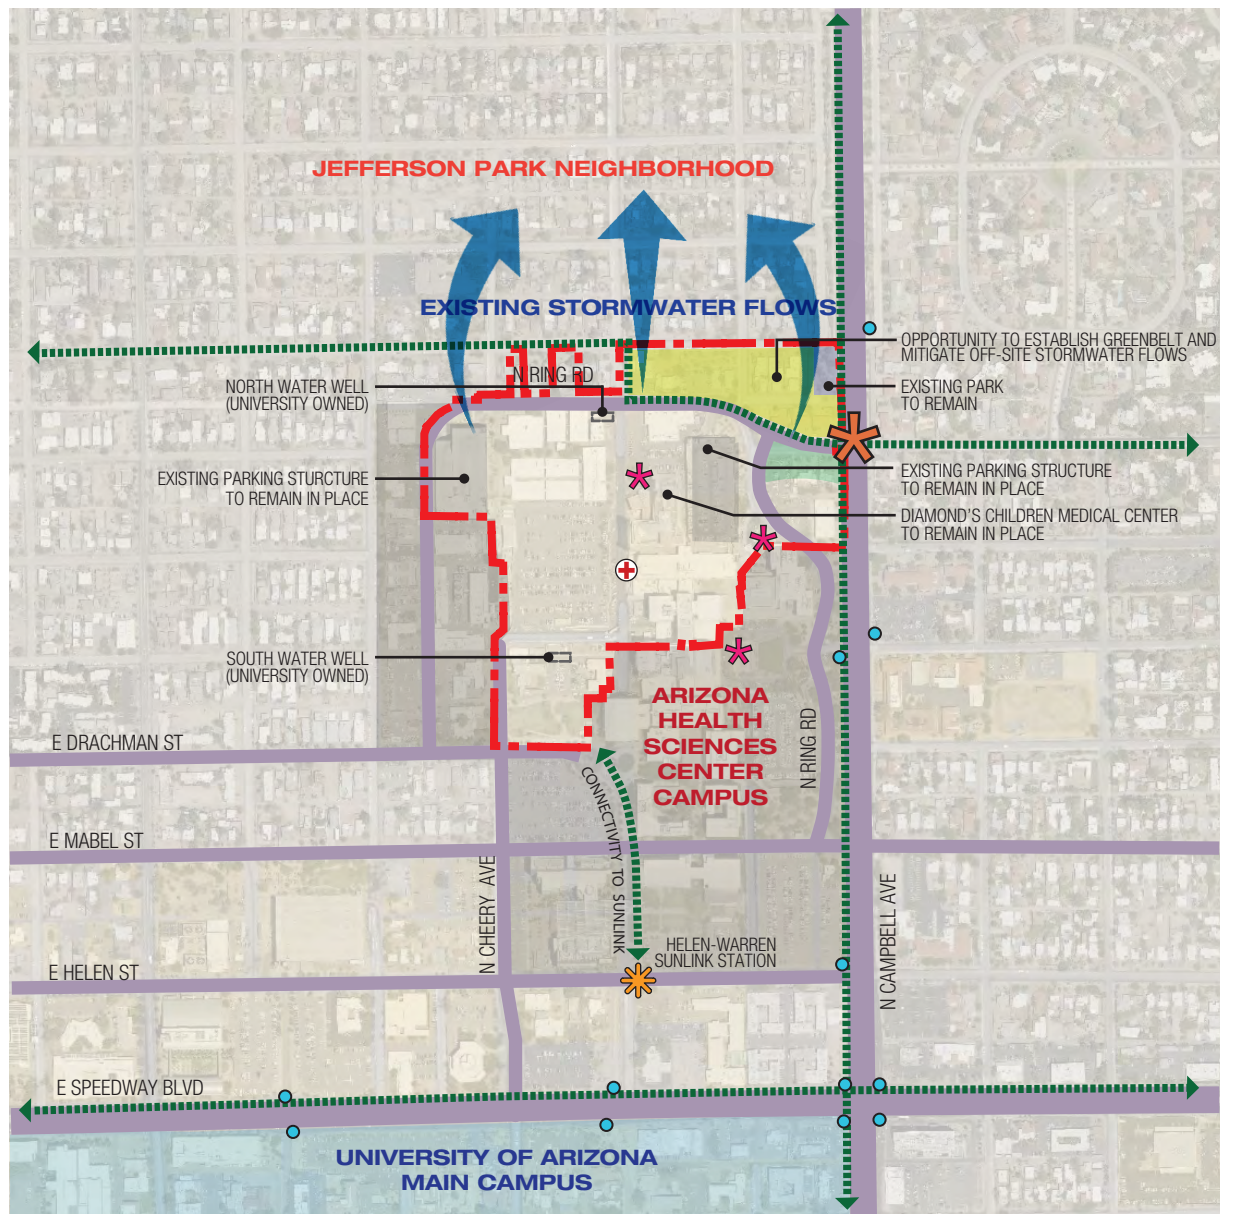 JEFFERSON PARK NEIGHBORHOOD
EXISTING STORMWATER FLOWS
OPPORTUNITY TO ESTABLISH GREENBELT AND
MITIGATE OFF-SITE STORMWATER FLOWS
N RING RD
NORTH WATER WELL
(UNIVERSITY OWNED)
EXISTING PARK
TO REMAIN
EXISTING PARKING STURCTURE
TO REMAIN IN PLACE
EXISTING PARKING STRUCTURE
TO REMAIN IN PLACE
DIAMOND'S CHILDREN MEDICAL CENTER
TO REMAIN IN PLACE
SOUTH WATER WELL
(UNIVERSITY OWNED)
ARIZONA
HEALTH
SCIENCES
CENTER
CAMPUS
N RING RD
E DRACHMAN ST
CONNECTIVITY TO SUNLINK
E MABEL ST
N CHEERY AVE
N CAMPBELL AVE
HELEN-WARREN
SUNLINK STATION
E HELEN ST
E SPEEDWAY BLVD
UNIVERSITY OF ARIZONA
MAIN CAMPUS